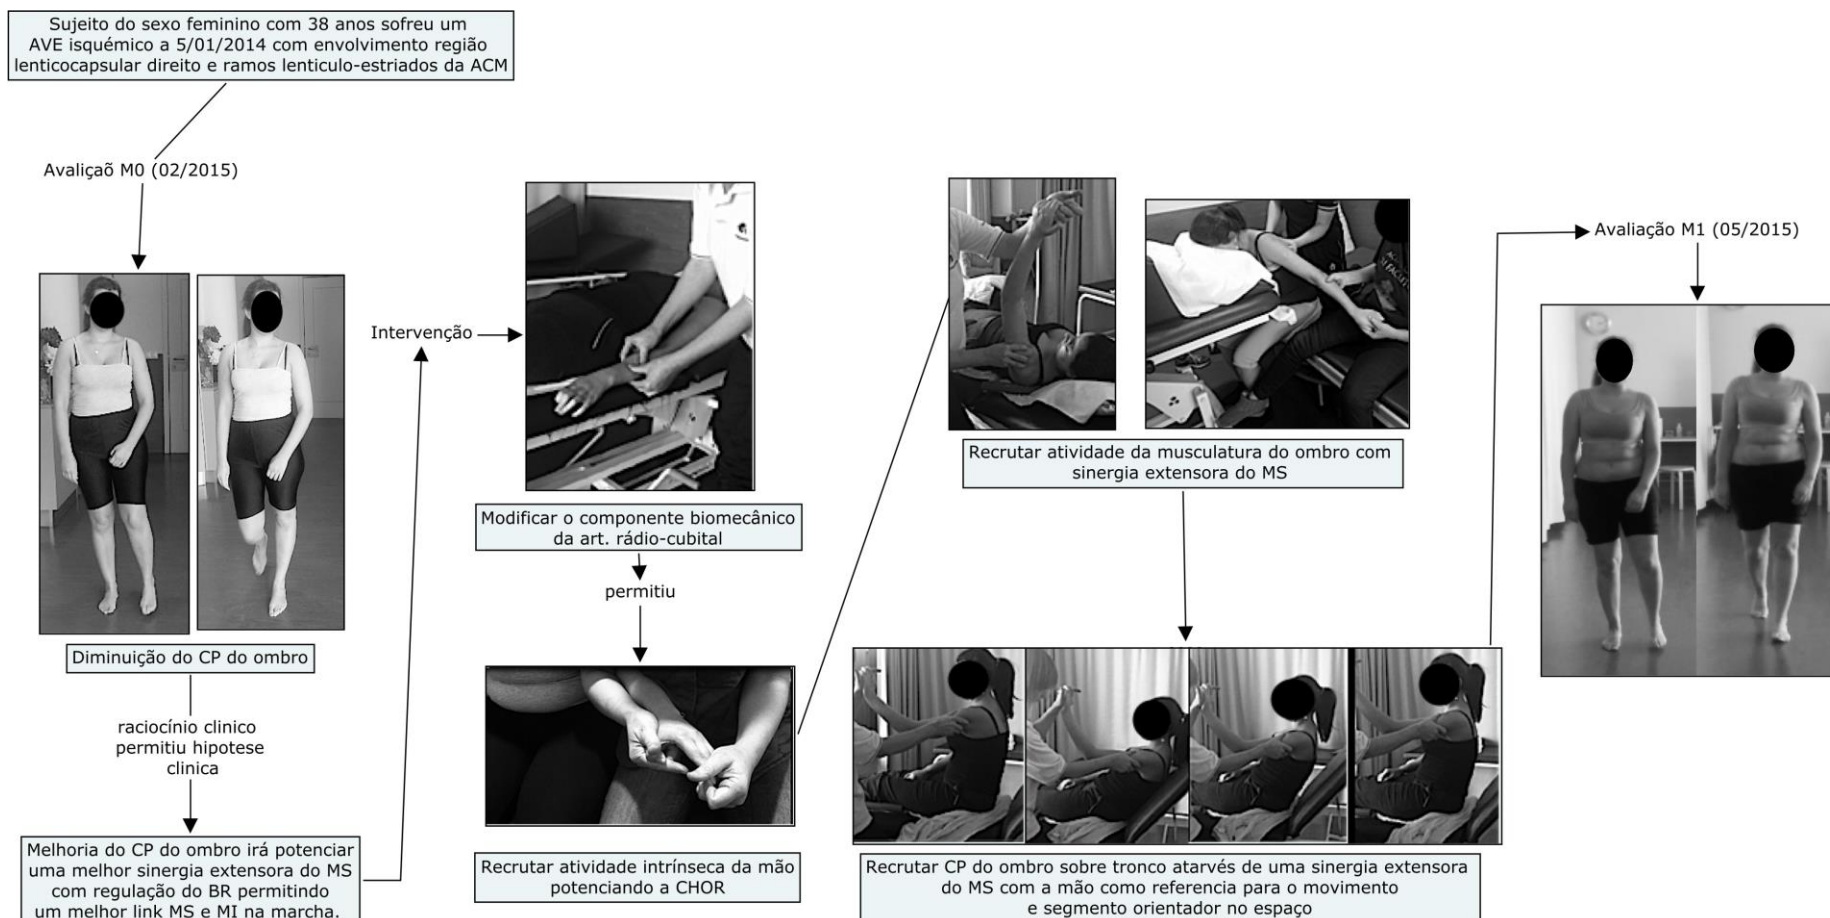 Sujeito do sexo feminino com 38 anos sofreu um
AVE isquémico a 5/01/2014 com envolvimento região
lenticocapsular direito e ramos lenticulo-estriados da ACM
Avaliçaõ M0 (02/2015)
Diminuição do CP do ombro
raciocínio clinico
permitiu hipotese
clinica
Melhoria do CP do ombro irá potenciar
uma melhor sinergia extensora do MS
com regulação do BR permitindo
um melhor link MS e MI na marcha.
Intervenção
Modificar o componente biomecânico
da art. rádio-cubital
permitiu
Recrutar atividade intrínseca da mão
potenciando a CHOR
Recrutar atividade da musculatura do ombro com
sinergia extensora do MS
Recrutar CP do ombro sobre tronco atarvés de uma sinergia extensora
do MS com a mão como referencia para o movimento
e segmento orientador no espaço
Avaliação M1 (05/2015)